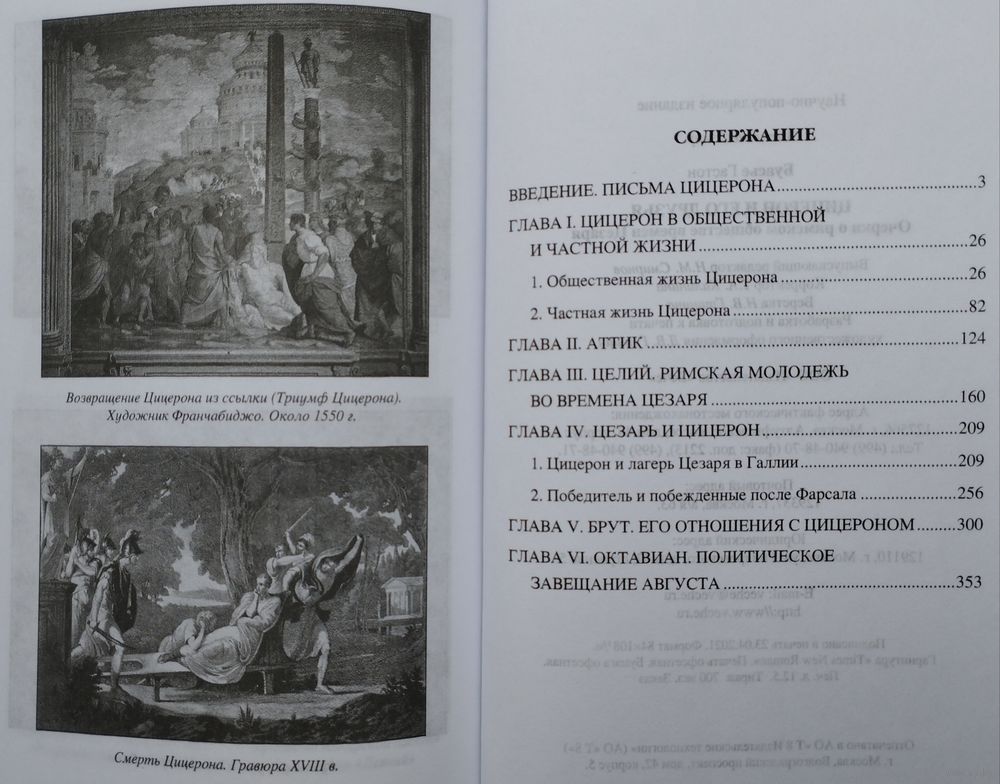 Возвращение Цицерона из ссылки (Триумф Цицерона).
Художник Франчабиджо. Около 1550 г.
Смерть Цицерона. Гравюра XVIII в.
СОДЕРЖАНИЕ
ВВЕДЕНИЕ. ПИСЬМА ЦИЦЕРОНА...3
ГЛАВА I. ЦИЦЕРОН В ОБЩЕСТВЕННОЙ
И ЧАСТНОЙ ЖИЗНИ...26
1. Общественная жизнь Цицерона...26
2. Частная жизнь Цицерона...82
ГЛАВА II. АТТИК...124
ГЛАВА III. ЦЕЛИЙ. РИМСКАЯ МОЛОДЕЖЬ
ВО ВРЕМЕНА ЦЕЗАРЯ...160
ГЛАВА IV. ЦЕЗАРЬ И ЦИЦЕРОН...209
1. Цицерон и лагерь Цезаря в Галлии...209
2. Победитель и побежденные после Фарсала...256
ГЛАВА V. БРУТ. ЕГО ОТНОШЕНИЯ С ЦИЦЕРОНОМ...300
ГЛАВА VI. ОКТАВИАН. ПОЛИТИЧЕСКОЕ
ЗАВЕЩАНИЕ АВГУСТА...353